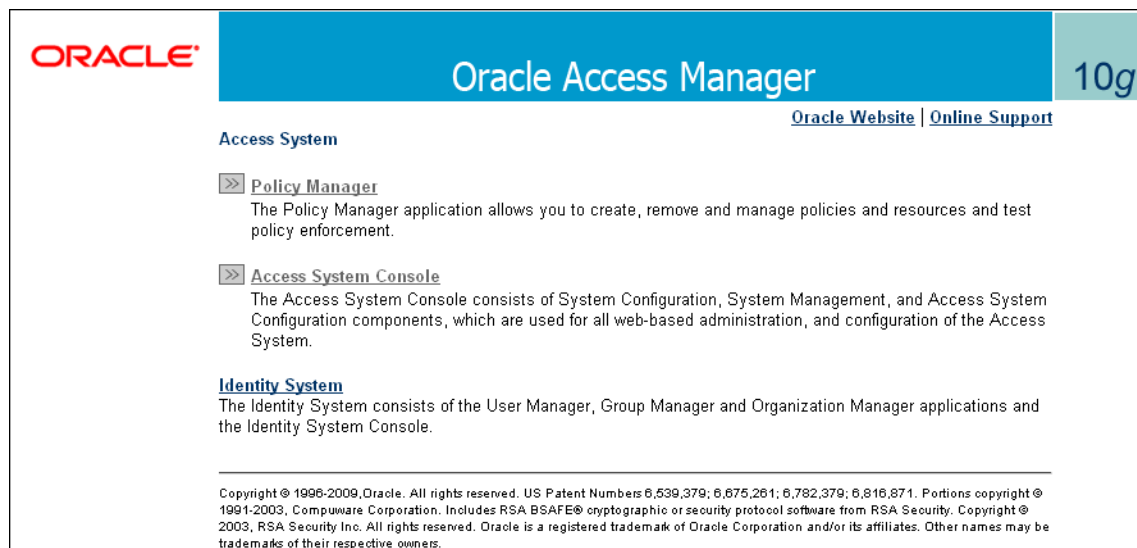 ORACLE
Oracle Access Manager
10g
Oracle Website | Online Support
Access System
>> Policy Manager
The Policy Manager application allows you to create, remove and manage policies and resources and test
policy enforcement.
>> Access System Console
The Access System Console consists of System Configuration, System Management, and Access System
Configuration components, which are used for all web-based administration, and configuration of the Access
System.
Identity System
The Identity System consists of the User Manager, Group Manager and Organization Manager applications and
the Identity System Console.
Copyright © 1996-2009,Oracle. All rights reserved. US Patent Numbers 6,539,379; 6,675,261; 6,782,379; 6,816,871. Portions copyright ©
1991-2003, Compuware Corporation. Includes RSA BSAFE® cryptographic or security protocol software from RSA Security. Copyright ©
2003, RSA Security Inc. All rights reserved. Oracle is a registered trademark of Oracle Corporation and/or its affiliates. Other names may be
trademarks of their respective owners.